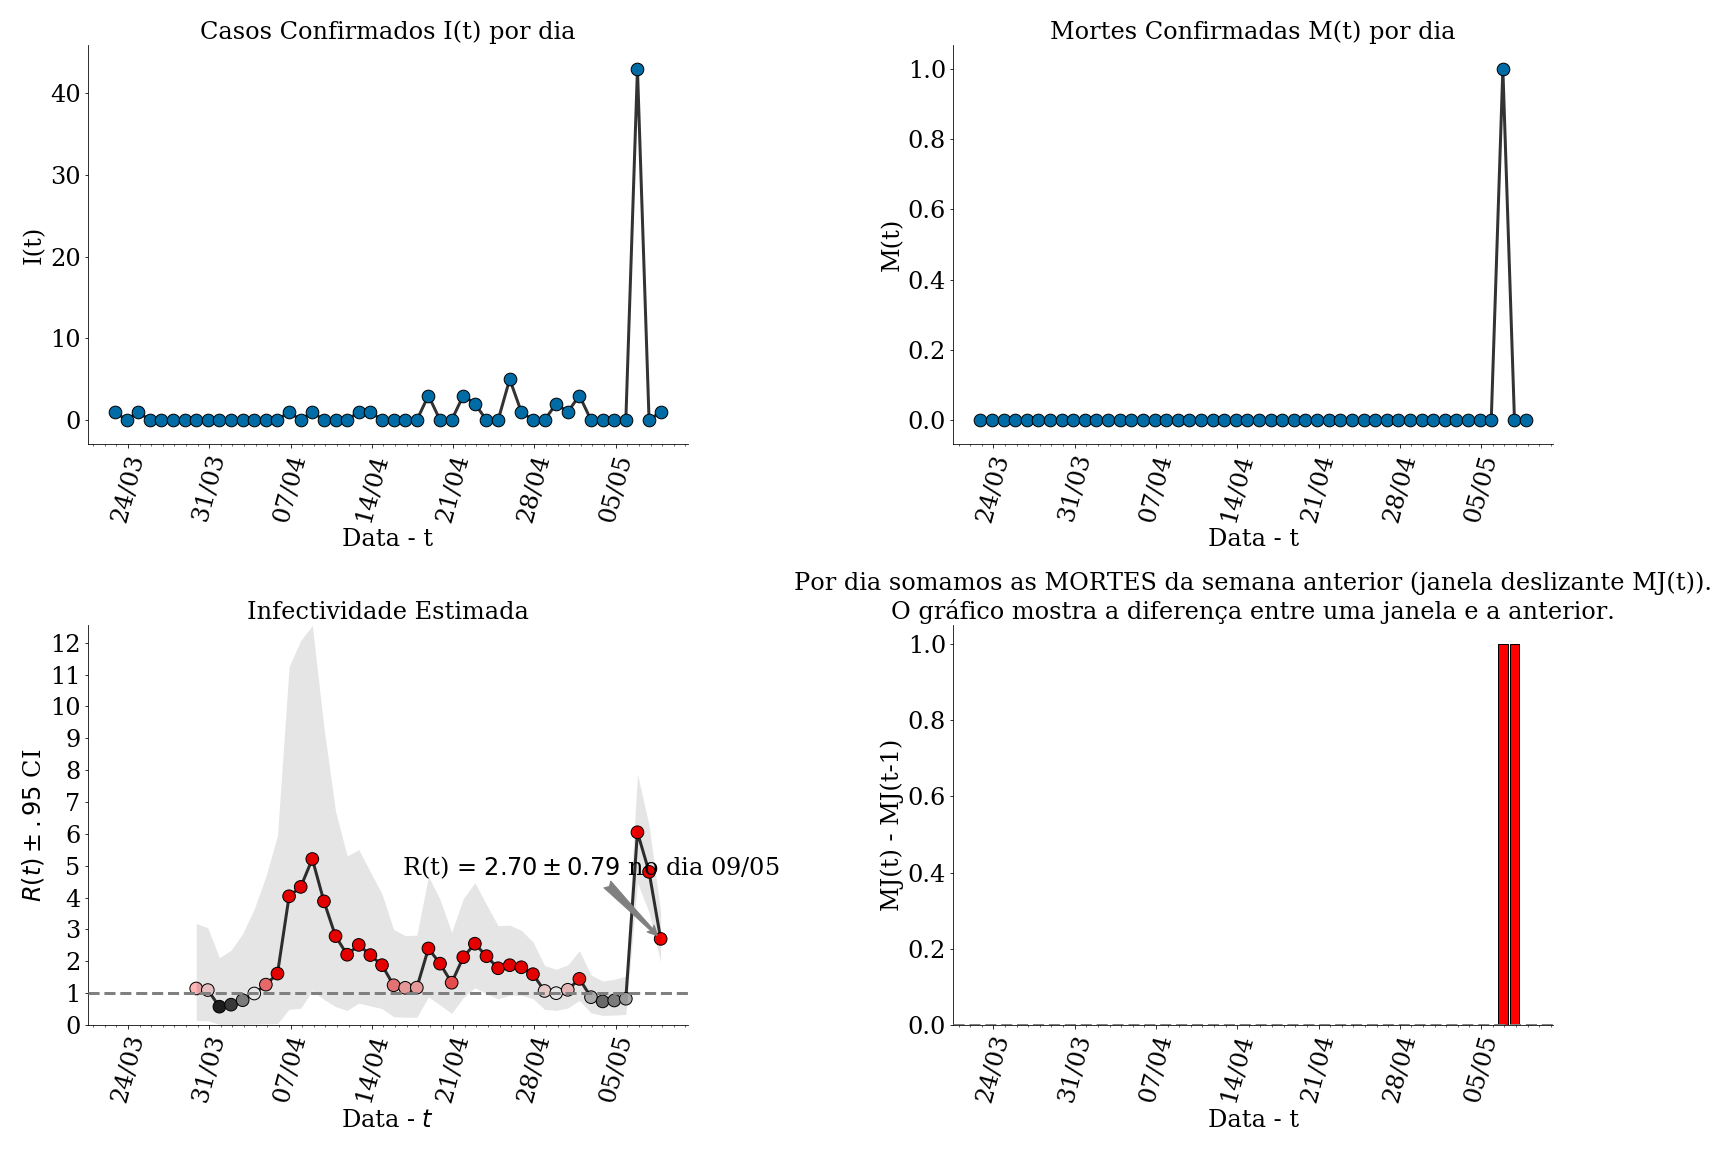 Casos Confirmados I(t) por dia
I(t)
40
30
20
10
0
24/03 31/03 07/04 14/04 21/04 28/04 05/05
Data - t
Mortes Confirmadas M(t) por dia
M(t)
1.0
0.8
0.6
0.4
0.2
0.0
24/03 31/03 07/04 14/04 21/04 28/04 05/05
Data - t
Infectividade Estimada
R(t) ± .95 CI
12
11
10
9
8
7
6
5
4
3
2
1
0
R(t) = 2.70 ± 0.79 no dia 09/05
24/03 31/03 07/04 14/04 21/04 28/04 05/05
Data - t
Por dia somamos as MORTES da semana anterior (janela deslizante MJ(t)).
O gráfico mostra a diferença entre uma janela e a anterior.
MJ(t) - MJ(t-1)
1.0
0.8
0.6
0.4
0.2
0.0
24/03 31/03 07/04 14/04 21/04 28/04 05/05
Data - t